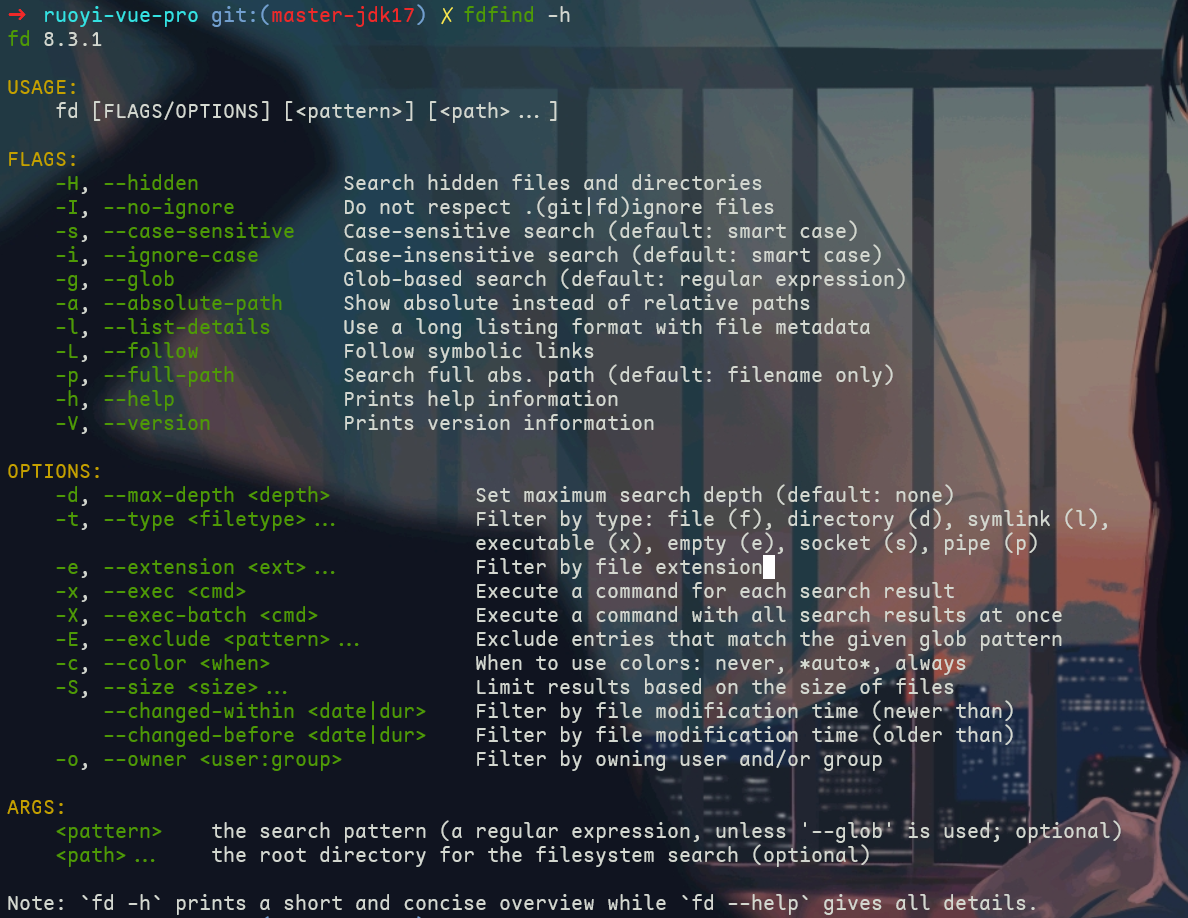 → ruoyi-vue-pro git:(master-jdk17) ✗ fdfind -h
fd 8.3.1
USAGE:
fd [FLAGS/OPTIONS] [<pattern>] [<path>...]
FLAGS:
-H, --hidden Search hidden files and directories
-I, --no-ignore Do not respect .(git|fd)ignore files
-s, --case-sensitive Case-sensitive search (default: smart case)
-i, --ignore-case Case-insensitive search (default: smart case)
-g, --glob Glob-based search (default: regular expression)
-a, --absolute-path Show absolute instead of relative paths
-l, --list-details Use a long listing format with file metadata
-L, --follow Follow symbolic links
-p, --full-path Search full abs. path (default: filename only)
-h, --help Prints help information
-V, --version Prints version information
OPTIONS:
-d, --max-depth <depth> Set maximum search depth (default: none)
-t, --type <filetype>... Filter by type: file (f), directory (d), symlink (l),
executable (x), empty (e), socket (s), pipe (p)
-e, --extension <ext>... Filter by file extension
-x, --exec <cmd> Execute a command for each search result
-X, --exec-batch <cmd> Execute a command with all search results at once
-E, --exclude <pattern>... Exclude entries that match the given glob pattern
-c, --color <when> When to use colors: never, *auto*, always
-S, --size <size>... Limit results based on the size of files
--changed-within <date|dur> Filter by file modification time (newer than)
--changed-before <date|dur> Filter by file modification time (older than)
-o, --owner <user:group> Filter by owning user and/or group
ARGS:
<pattern> the search pattern (a regular expression, unless '--glob' is used; optional)
<path>... the root directory for the filesystem search (optional)
Note: `fd -h` prints a short and concise overview while `fd --help` gives all details.